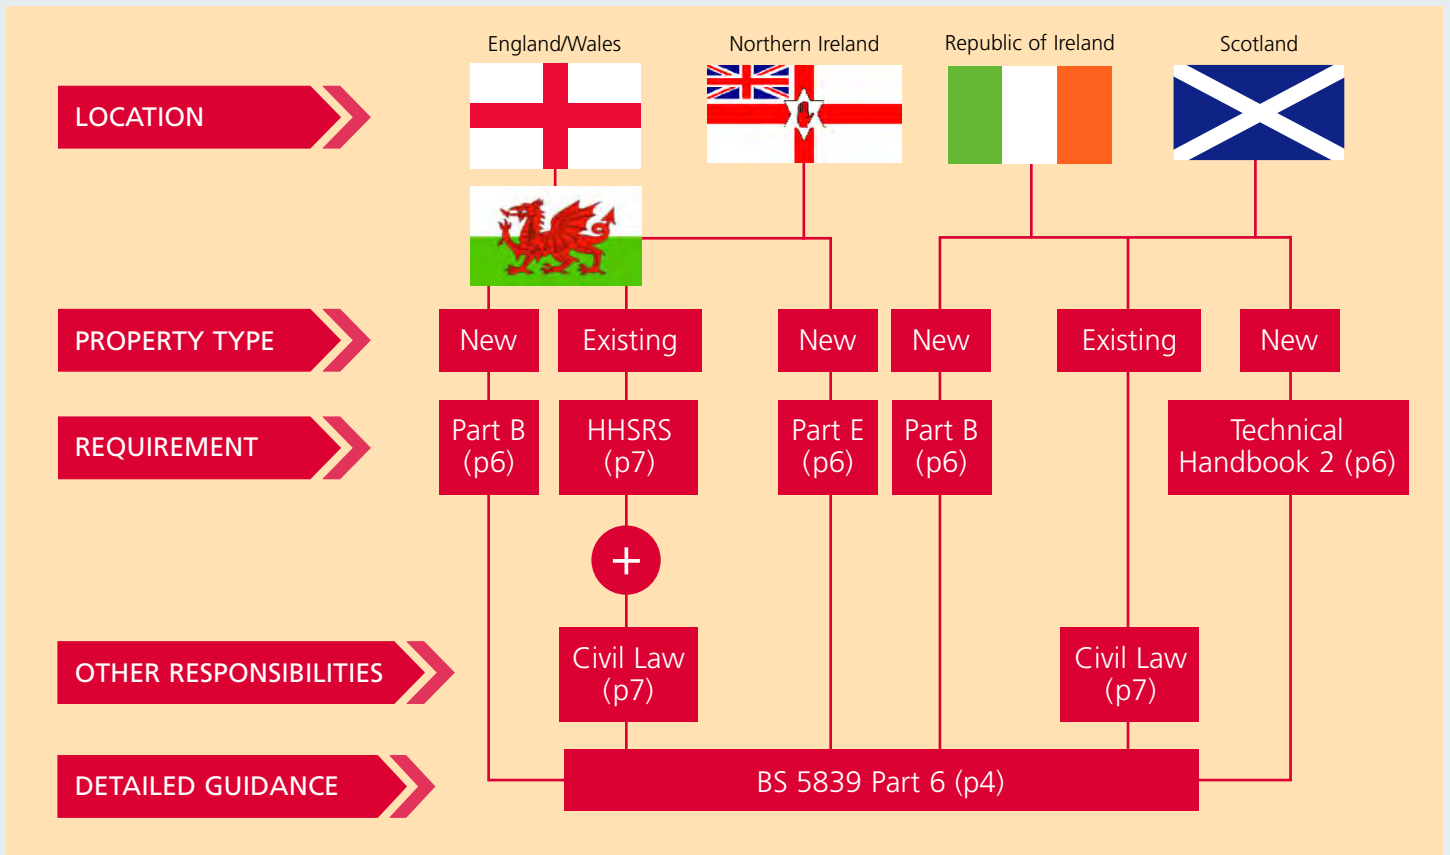 England/Wales
Northern Ireland
Republic of Ireland
Scotland
LOCATION
PROPERTY TYPE
New
Existing
New
New
Existing
New
REQUIREMENT
Part B
(p6)
HHSRS
(p7)
Part E
(p6)
Part B
(p6)
Technical
Handbook 2 (p6)
+
OTHER RESPONSIBILITIES
Civil Law
(p7)
Civil Law
(p7)
DETAILED GUIDANCE
BS 5839 Part 6 (p4)